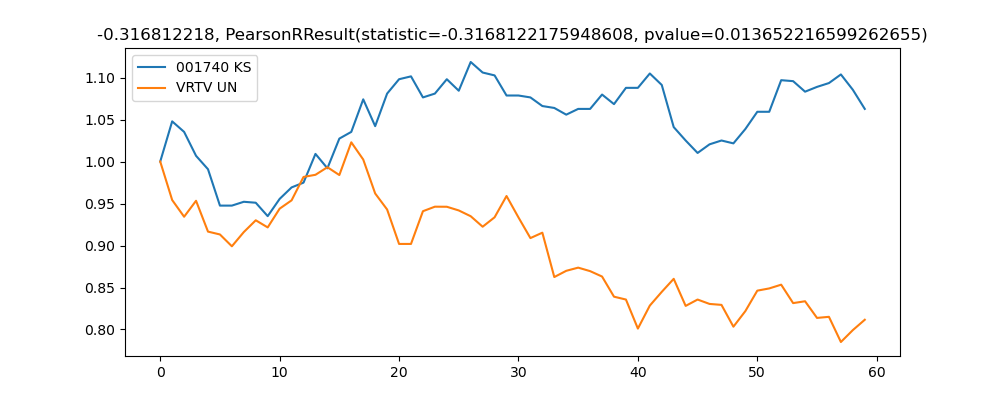 -0.316812218, PearsonRResult(statistic=-0.3168122175948608, pvalue=0.013652216599262655)
001740 KS
VRTV UN
1.10
1.05
1.00
0.95
0.90
0.85
0.80
0 10 20 30 40 50 60